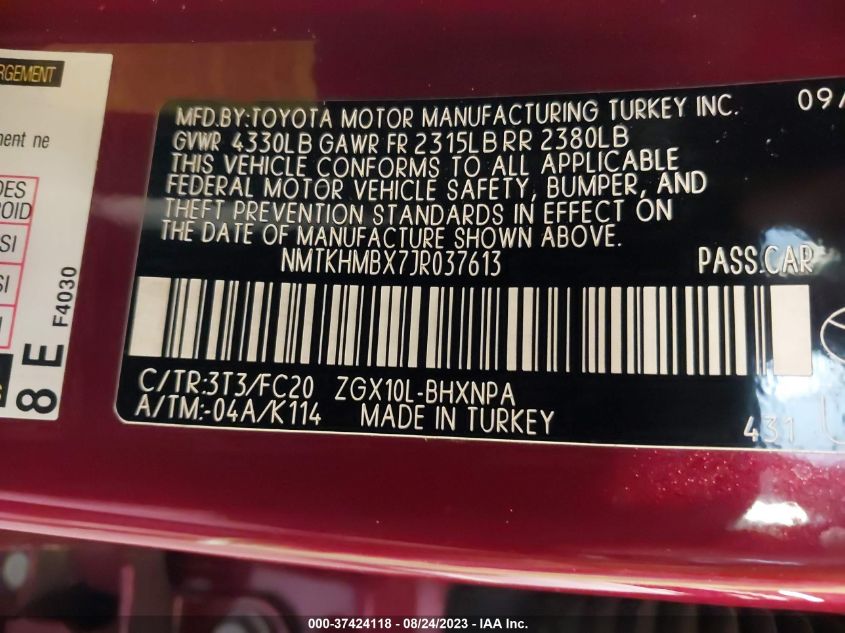 RGEMENT
ment ne
DES
ROID
SI
SI
8 E F4030
MFD.BY:TOYOTA MOTOR MANUFACTURING TURKEY INC. 09/
GVWR 4330LB GAWR FR 2315LB RR 2380LB
THIS VEHICLE CONFORMS TO ALL APPLICABLE
FEDERAL MOTOR VEHICLE SAFETY, BUMPER, AND
THEFT PREVENTION STANDARDS IN EFFECT ON
THE DATE OF MANUFACTURE SHOWN ABOVE.
NMTKHMBX7JR037613 PASS.CAR
C/TR:3T3/FC20 ZGX10L-BHXNPA
A/TM:-04A/K114 MADE IN TURKEY 431
000-37424118 - 08/24/2023 - IAA Inc.